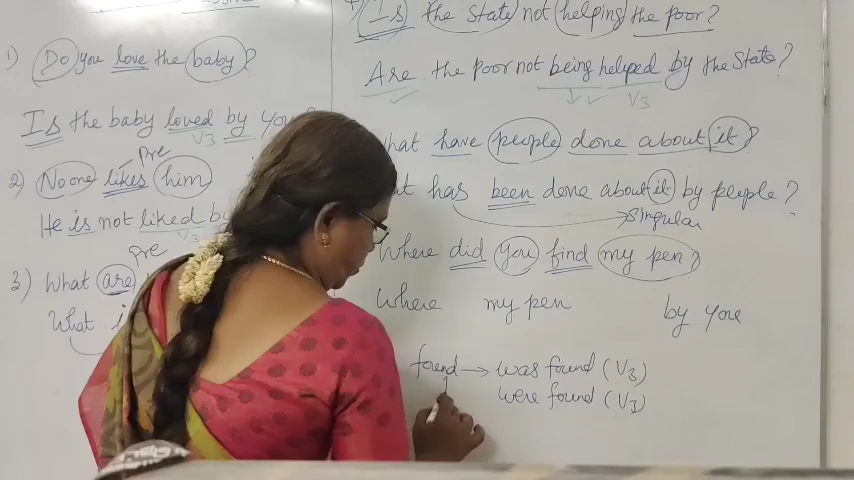 1) Do you love the baby?
Is the baby loved by you?
V3
Pre
2) No one likes him
He is not liked by
V3
Pre
3) What are
What
Is the State not helping the poor?
Are the poor not being helped by the State?
V3
what have people done about it?
has been done about it by people?
Singular
Where did you find my pen?
Where my pen by you
found → was found (V3)
were found (V3)